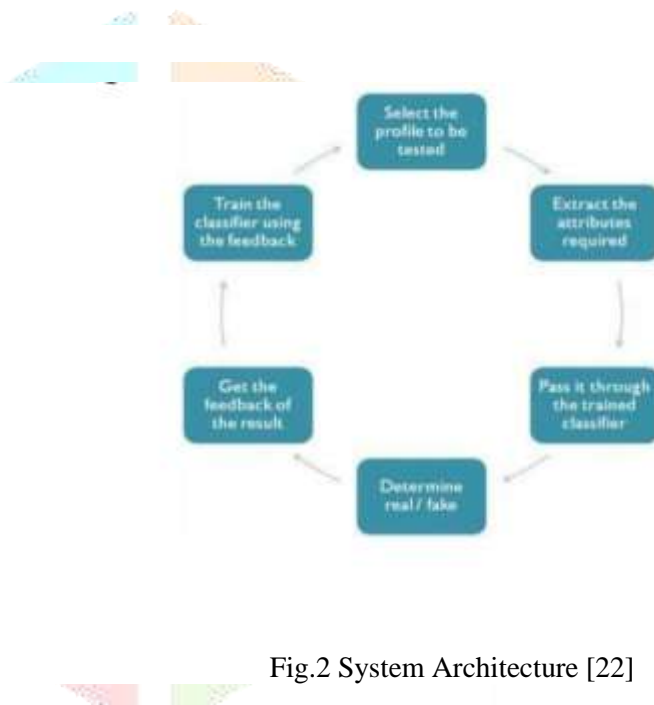 Select the
profile to be
tested
Extract the
attributes
required
Pass it through
the trained
classifier
Determine
real / fake
Get the
feedback of
the result
Train the
classifier using
the feedback
Fig.2 System Architecture [22]